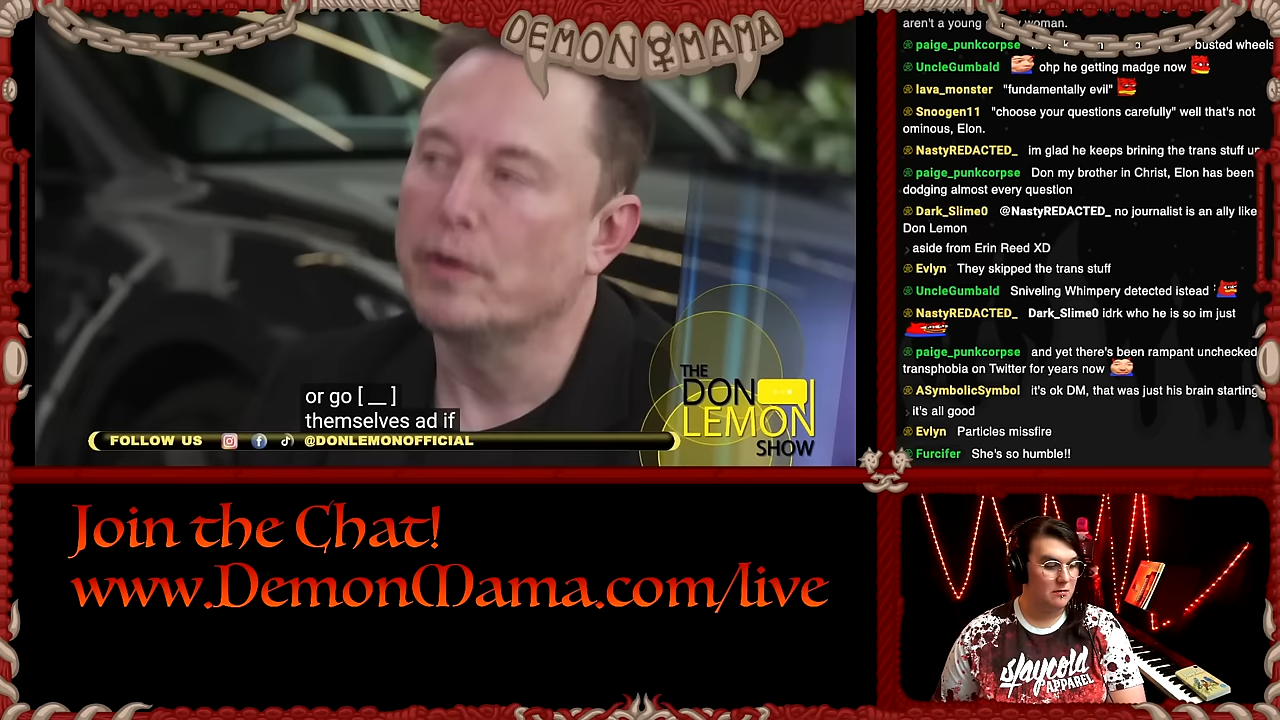 DEMON MAMA
or go [ __ ]
themselves ad if
FOLLOW US @DONLEMONOFFICIAL
THE
DON
LEMON
SHOW
aren't a young woman.
paige_punkcorpse busted wheels
UncleGumbald ohp he getting madge now
lava_monster "fundamentally evil"
Snoogen11 "choose your questions carefully" well that's not
ominous, Elon.
NastyREDACTED_ im glad he keeps brining the trans stuff up
paige_punkcorpse Don my brother in Christ, Elon has been
dodging almost every question
Dark_Slime0 @NastyREDACTED_ no journalist is an ally like
Don Lemon
aside from Erin Reed XD
Evlyn They skipped the trans stuff
UncleGumbald Sniveling Whimpery detected istead '
NastyREDACTED_ Dark_Slime0 idrk who he is so im just
paige_punkcorpse and yet there's been rampant unchecked
transphobia on Twitter for years now
ASymbolicSymbol it's ok DM, that was just his brain starting
it's all good
Evlyn Particles missfire
Furcifer She's so humble!!
Join the Chat!
www.DemonMama.com/live
slaycold
APPAREL